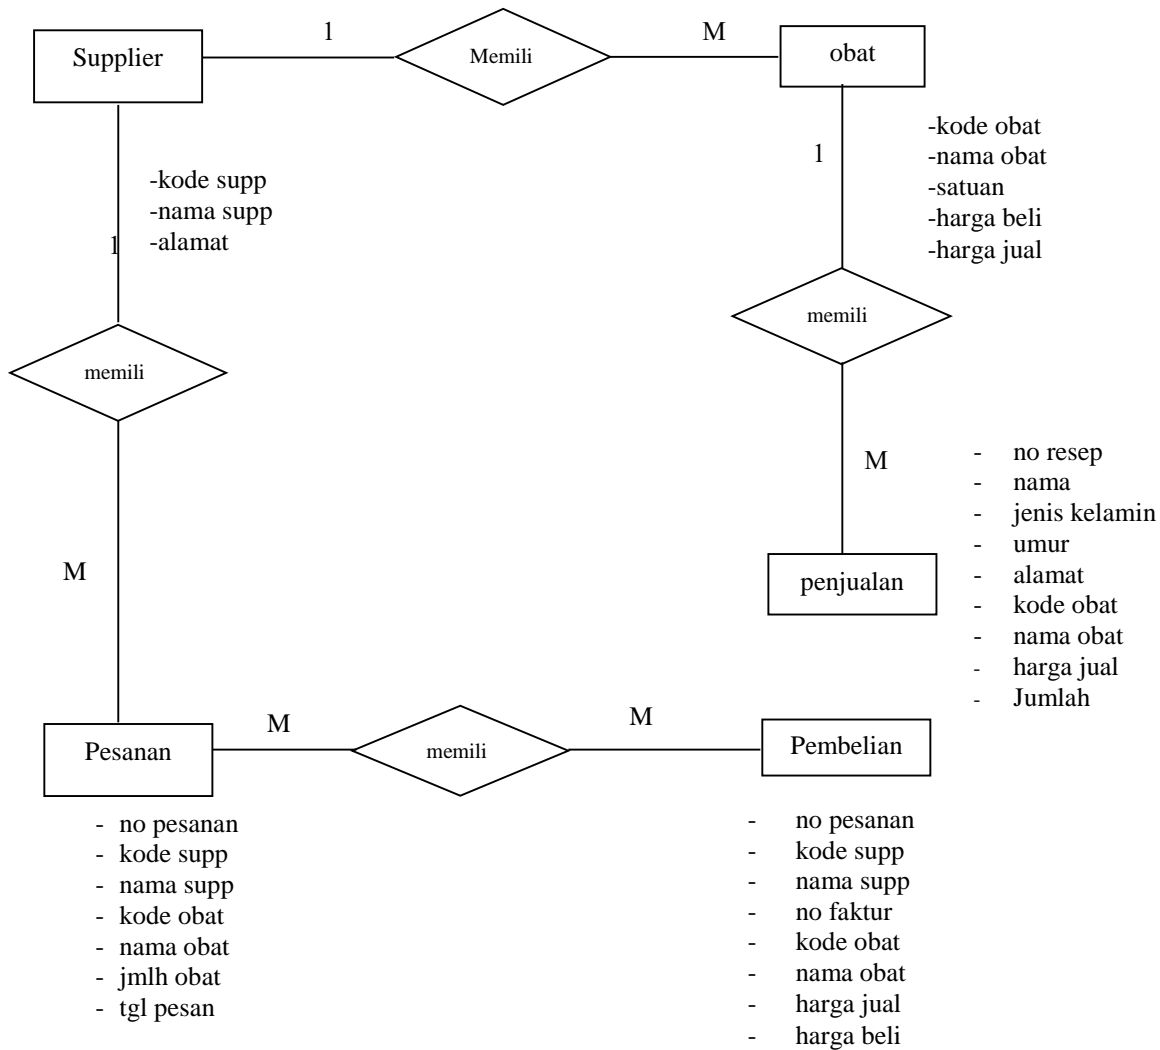 1
M
Supplier
Memili
obat
-kode obat
-nama obat
-satuan
-harga beli
-harga jual
1
-kode supp
-nama supp
-alamat
1
memili
memili
M
- no resep
- nama
- jenis kelamin
- umur
- alamat
- kode obat
- nama obat
- harga jual
- Jumlah
M
penjualan
M
M
Pesanan
memili
Pembelian
- no pesanan
- kode supp
- nama supp
- kode obat
- nama obat
- jmlh obat
- tgl pesan
- no pesanan
- kode supp
- nama supp
- no faktur
- kode obat
- nama obat
- harga jual
- harga beli